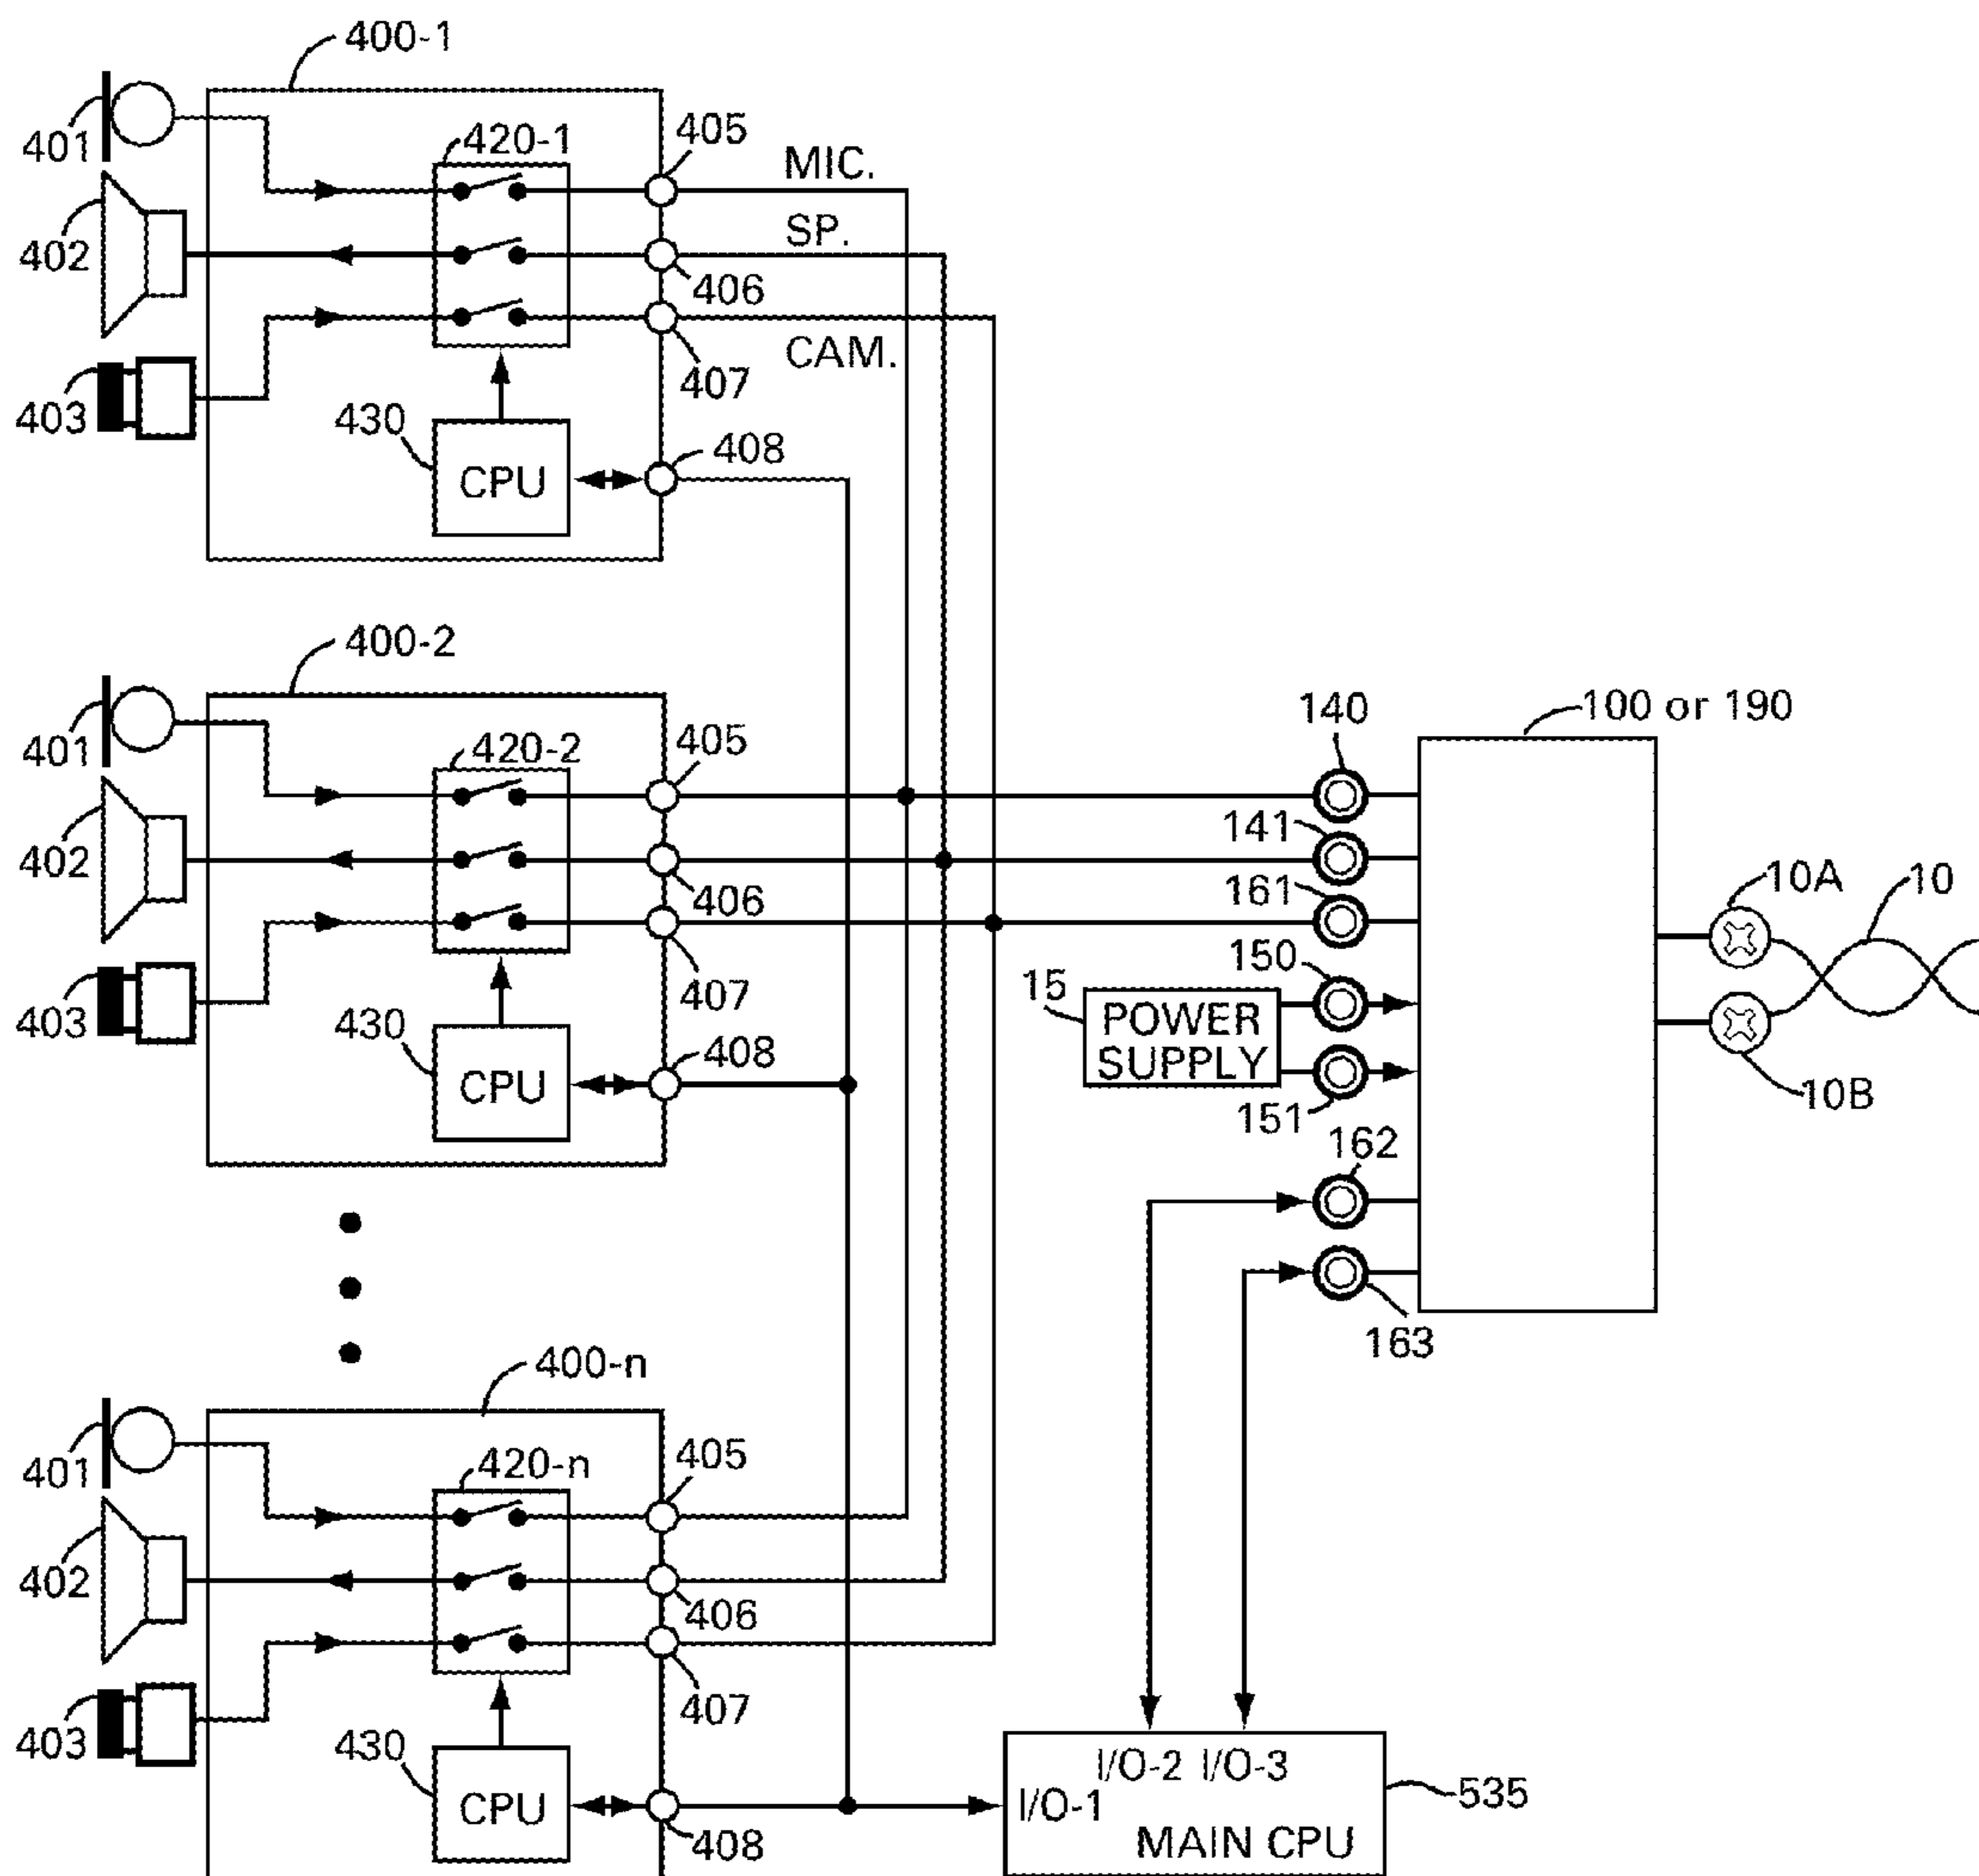 400-1
401
420-1
405
MIC.
402
SP.
406
CAM.
407
403
430
408
CPU
400-2
401
420-2
405
140
100 or 190
141
402
406
161
10A
10
150
407
15
403
430
POWER
SUPPLY
408
CPU
151
10B
162
163
400-n
401
420-n
405
402
406
407
403
430
I/O-2 I/O-3
535
I/O-1
CPU
408
MAIN CPU